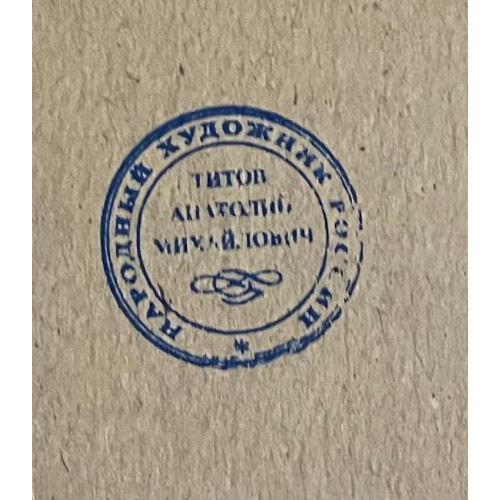 НАРОДНЫЙ ХУДОЖНИК РОССИИ
ТИТОВ
АНАТОЛИЙ
МИХАЙЛОВИЧ
*